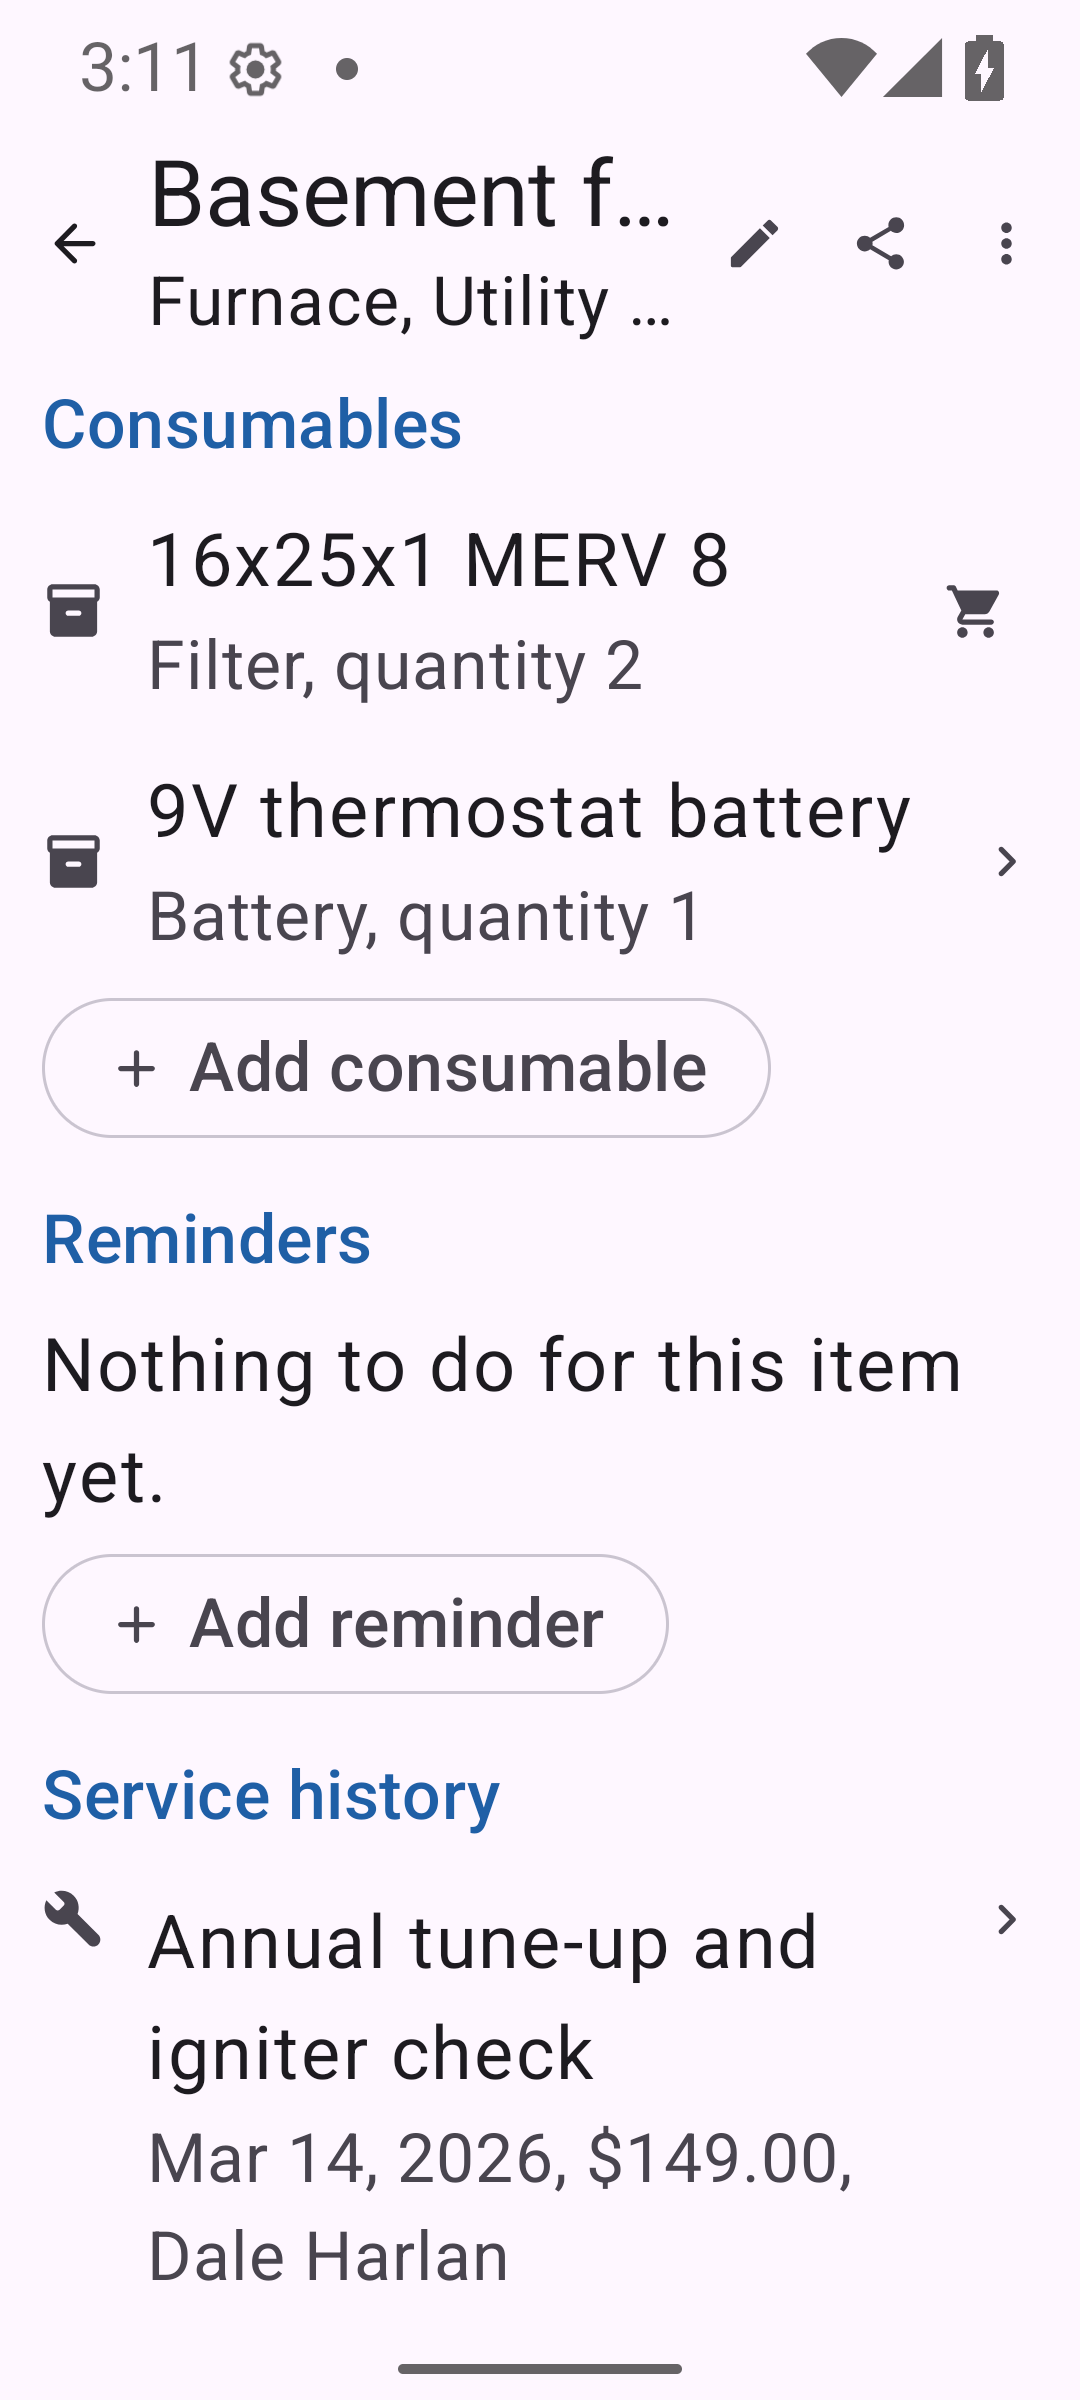 3:11
Basement f…
Furnace, Utility …
Consumables
16x25x1 MERV 8
Filter, quantity 2
9V thermostat battery
Battery, quantity 1
Add consumable
Reminders
Nothing to do for this item
yet.
Add reminder
Service history
Annual tune-up and
igniter check
Mar 14, 2026, $149.00,
Dale Harlan